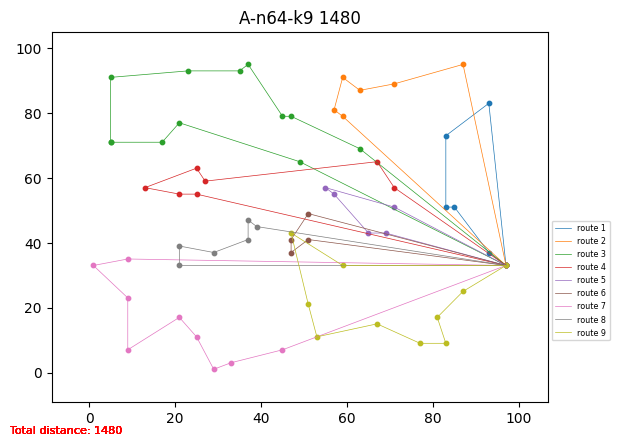 A-n64-k9 1480
100
80
60
40
20
0
0 20 40 60 80 100
route 1
route 2
route 3
route 4
route 5
route 6
route 7
route 8
route 9
Total distance: 1480